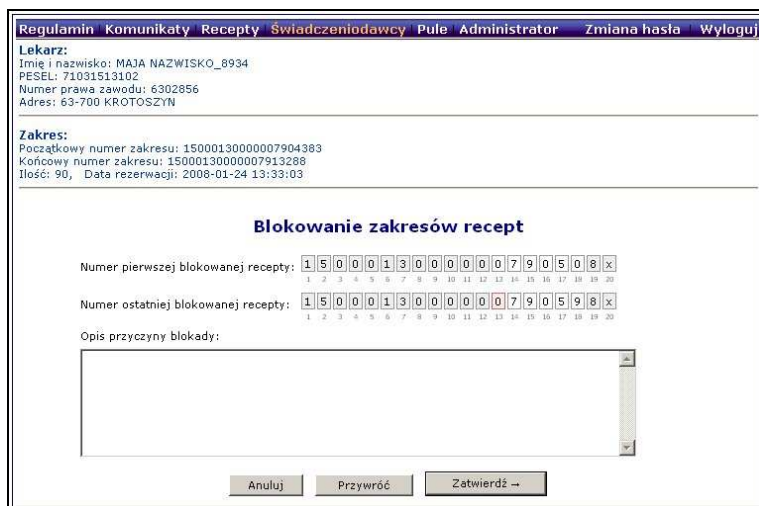 Regulamin Komunikaty Recepty Świadczeniodawcy Pule Administrator Zmiana hasła Wyloguj
Lekarz:
Imię i nazwisko: MAJA NAZWISKO_8934
PESEL: 71031513102
Numer prawa zawodu: 6302856
Adres: 63-700 KROTOSZYN
Zakres:
Początkowy numer zakresu: 15000130000007904383
Końcowy numer zakresu: 15000130000007913288
Ilość: 90, Data rezerwacji: 2008-01-24 13:33:03
Blokowanie zakresów recept
Numer pierwszej blokowanej recepty: 1 5 0 0 0 1 3 0 0 0 0 0 0 7 9 0 5 0 8 x
1 2 3 4 5 6 7 8 9 10 11 12 13 14 15 16 17 18 19 20
Numer ostatniej blokowanej recepty: 1 5 0 0 0 1 3 0 0 0 0 0 0 7 9 0 5 9 8 x
1 2 3 4 5 6 7 8 9 10 11 12 13 14 15 16 17 18 19 20
Opis przyczyny blokady:
Anuluj Przywróć Zatwierdź →